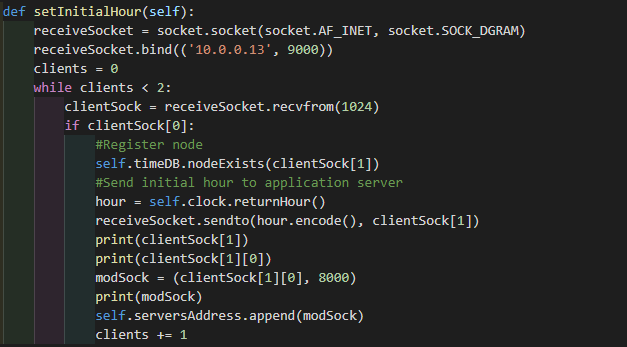 def setInitialHour(self):
    receiveSocket = socket.socket(socket.AF_INET, socket.SOCK_DGRAM)
    receiveSocket.bind(('10.0.0.13', 9000))
    clients = 0
    while clients < 2:
        clientSock = receiveSocket.recvfrom(1024)
        if clientSock[0]:
            #Register node
            self.timeDB.nodeExists(clientSock[1])
            #Send initial hour to application server
            hour = self.clock.returnHour()
            receiveSocket.sendto(hour.encode(), clientSock[1])
            print(clientSock[1])
            print(clientSock[1][0])
            modSock = (clientSock[1][0], 8000)
            print(modSock)
            self.serversAddress.append(modSock)
            clients += 1